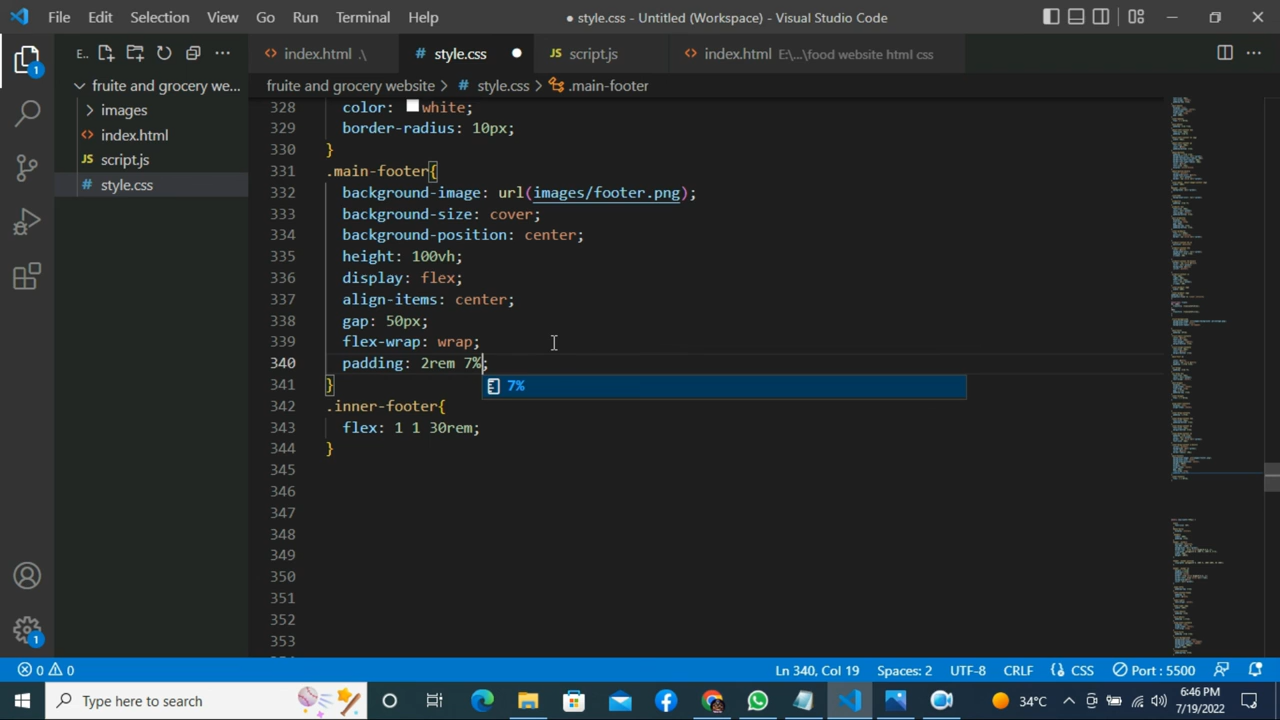 File Edit Selection View Go Run Terminal Help ● style.css - Untitled (Workspace) - Visual Studio Code
E..
index.html .\ # style.css JS script.js index.html E:\...\food website html css
fruite and grocery we...
fruite and grocery website > # style.css > .main-footer
images
index.html
JS script.js
# style.css
328 color: white;
329 border-radius: 10px;
330 }
331 .main-footer{
332 background-image: url(images/footer.png);
333 background-size: cover;
334 background-position: center;
335 height: 100vh;
336 display: flex;
337 align-items: center;
338 gap: 50px;
339 flex-wrap: wrap;
340 padding: 2rem 7%;
7%
341 }
342 .inner-footer{
343 flex: 1 1 30rem;
344 }
345
346
347
348
349
350
351
352
353
1
1
0 0 Ln 340, Col 19 Spaces: 2 UTF-8 CRLF CSS Port : 5500
Type here to search 34°C 6:46 PM
7/19/2022